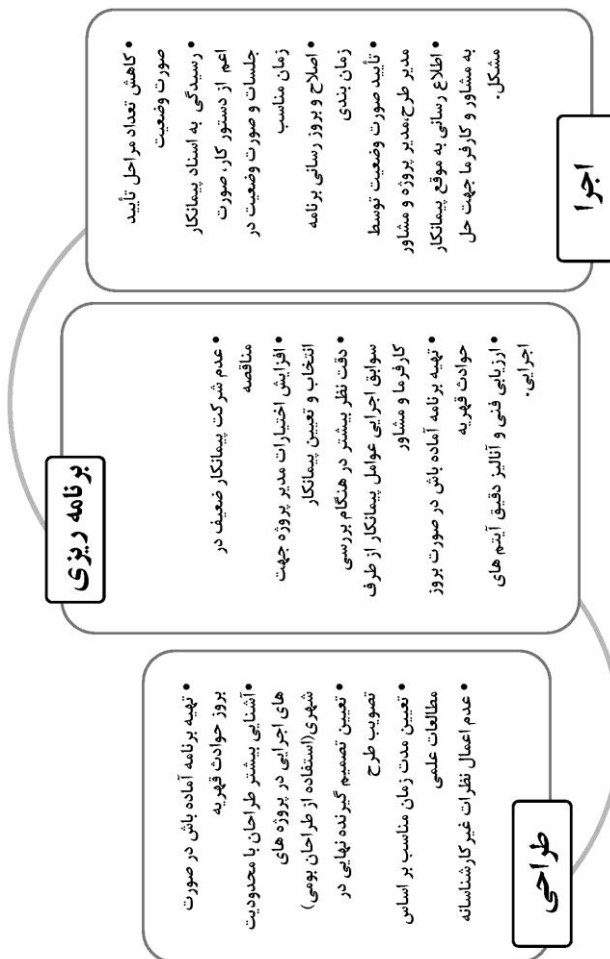 • کاهش تعداد مراحل تأیید
صورت وضعیت
• رسیدگی به اسناد پیمانکار
اعم از دستور کار، صورت
جلسات و صورت وضعیت در
زمان مناسب
• اصلاح و بروز رسانی برنامه
زمان بندی
• تأیید صورت وضعیت توسط
مدیر طرح،مدیر پروژه و مشاور
• اطلاع رسانی به موقع پیمانکار
به مشاور و کارفرما جهت حل
مشکل.
اجرا
برنامه ریزی
• عدم شرکت پیمانکار ضعیف در
مناقصه
• افزایش اختیارات مدیر پروژه جهت
انتخاب و تعیین پیمانکار
• دقت نظر بیشتر در هنگام بررسی
سوابق اجرایی عوامل پیمانکار از طرف
کارفرما و مشاور
• تهیه برنامه آماده باش در صورت بروز
حوادث قهریه
• ارزیابی فنی و آنالیز دقیق آیتم های
اجرایی.
• تهیه برنامه آماده باش در صورت
بروز حوادث قهریه
• آشنایی بیشتر طراحان با محدودیت
های اجرایی در پروژه های
شهری(استفاده از طراحان بومی)
• تعیین تصمیم گیرنده نهایی در
تصویب طرح
• تعیین مدت زمان مناسب بر اساس
مطالعات علمی
• عدم اعمال نظرات غیر کارشناسانه
طراحی